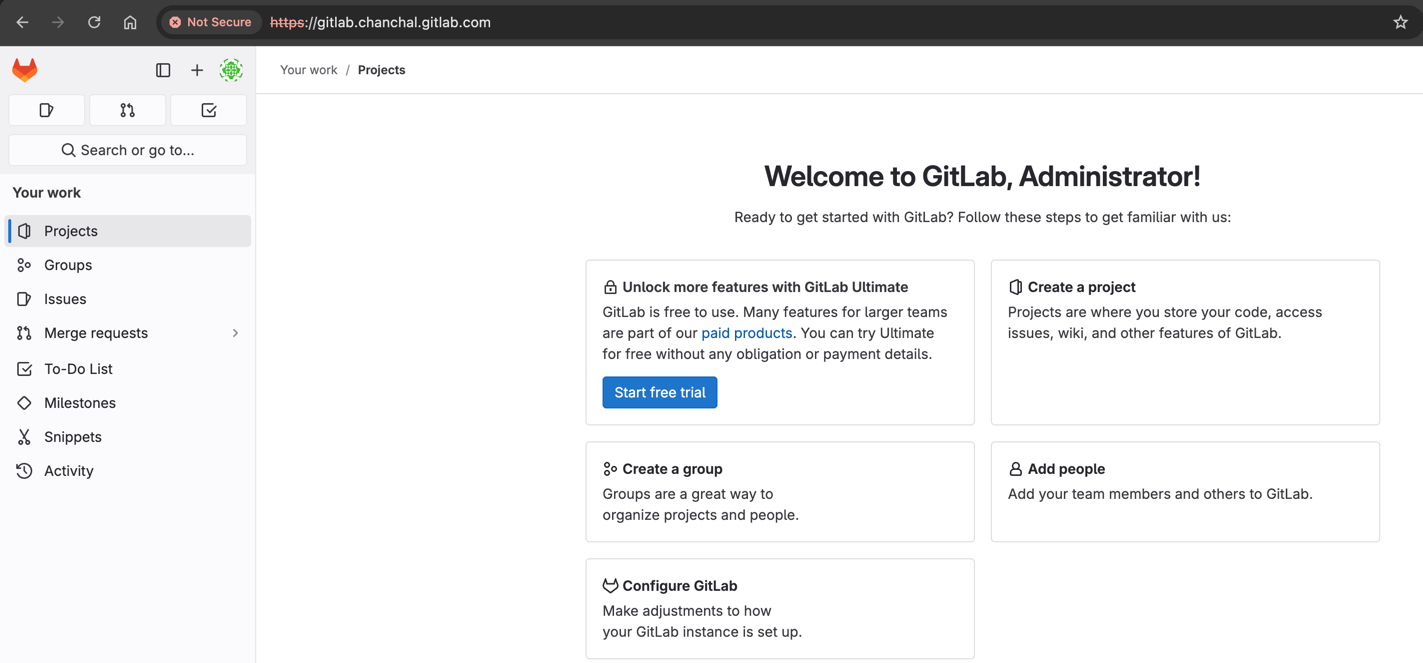 Not Secure https://gitlab.chanchal.gitlab.com
Your work / Projects
Search or go to...
Your work
Projects
Groups
Issues
Merge requests
To-Do List
Milestones
Snippets
Activity
Welcome to GitLab, Administrator!
Ready to get started with GitLab? Follow these steps to get familiar with us:
Unlock more features with GitLab Ultimate
GitLab is free to use. Many features for larger teams
are part of our paid products. You can try Ultimate
for free without any obligation or payment details.
Start free trial
Create a project
Projects are where you store your code, access
issues, wiki, and other features of GitLab.
Create a group
Groups are a great way to
organize projects and people.
Add people
Add your team members and others to GitLab.
Configure GitLab
Make adjustments to how
your GitLab instance is set up.